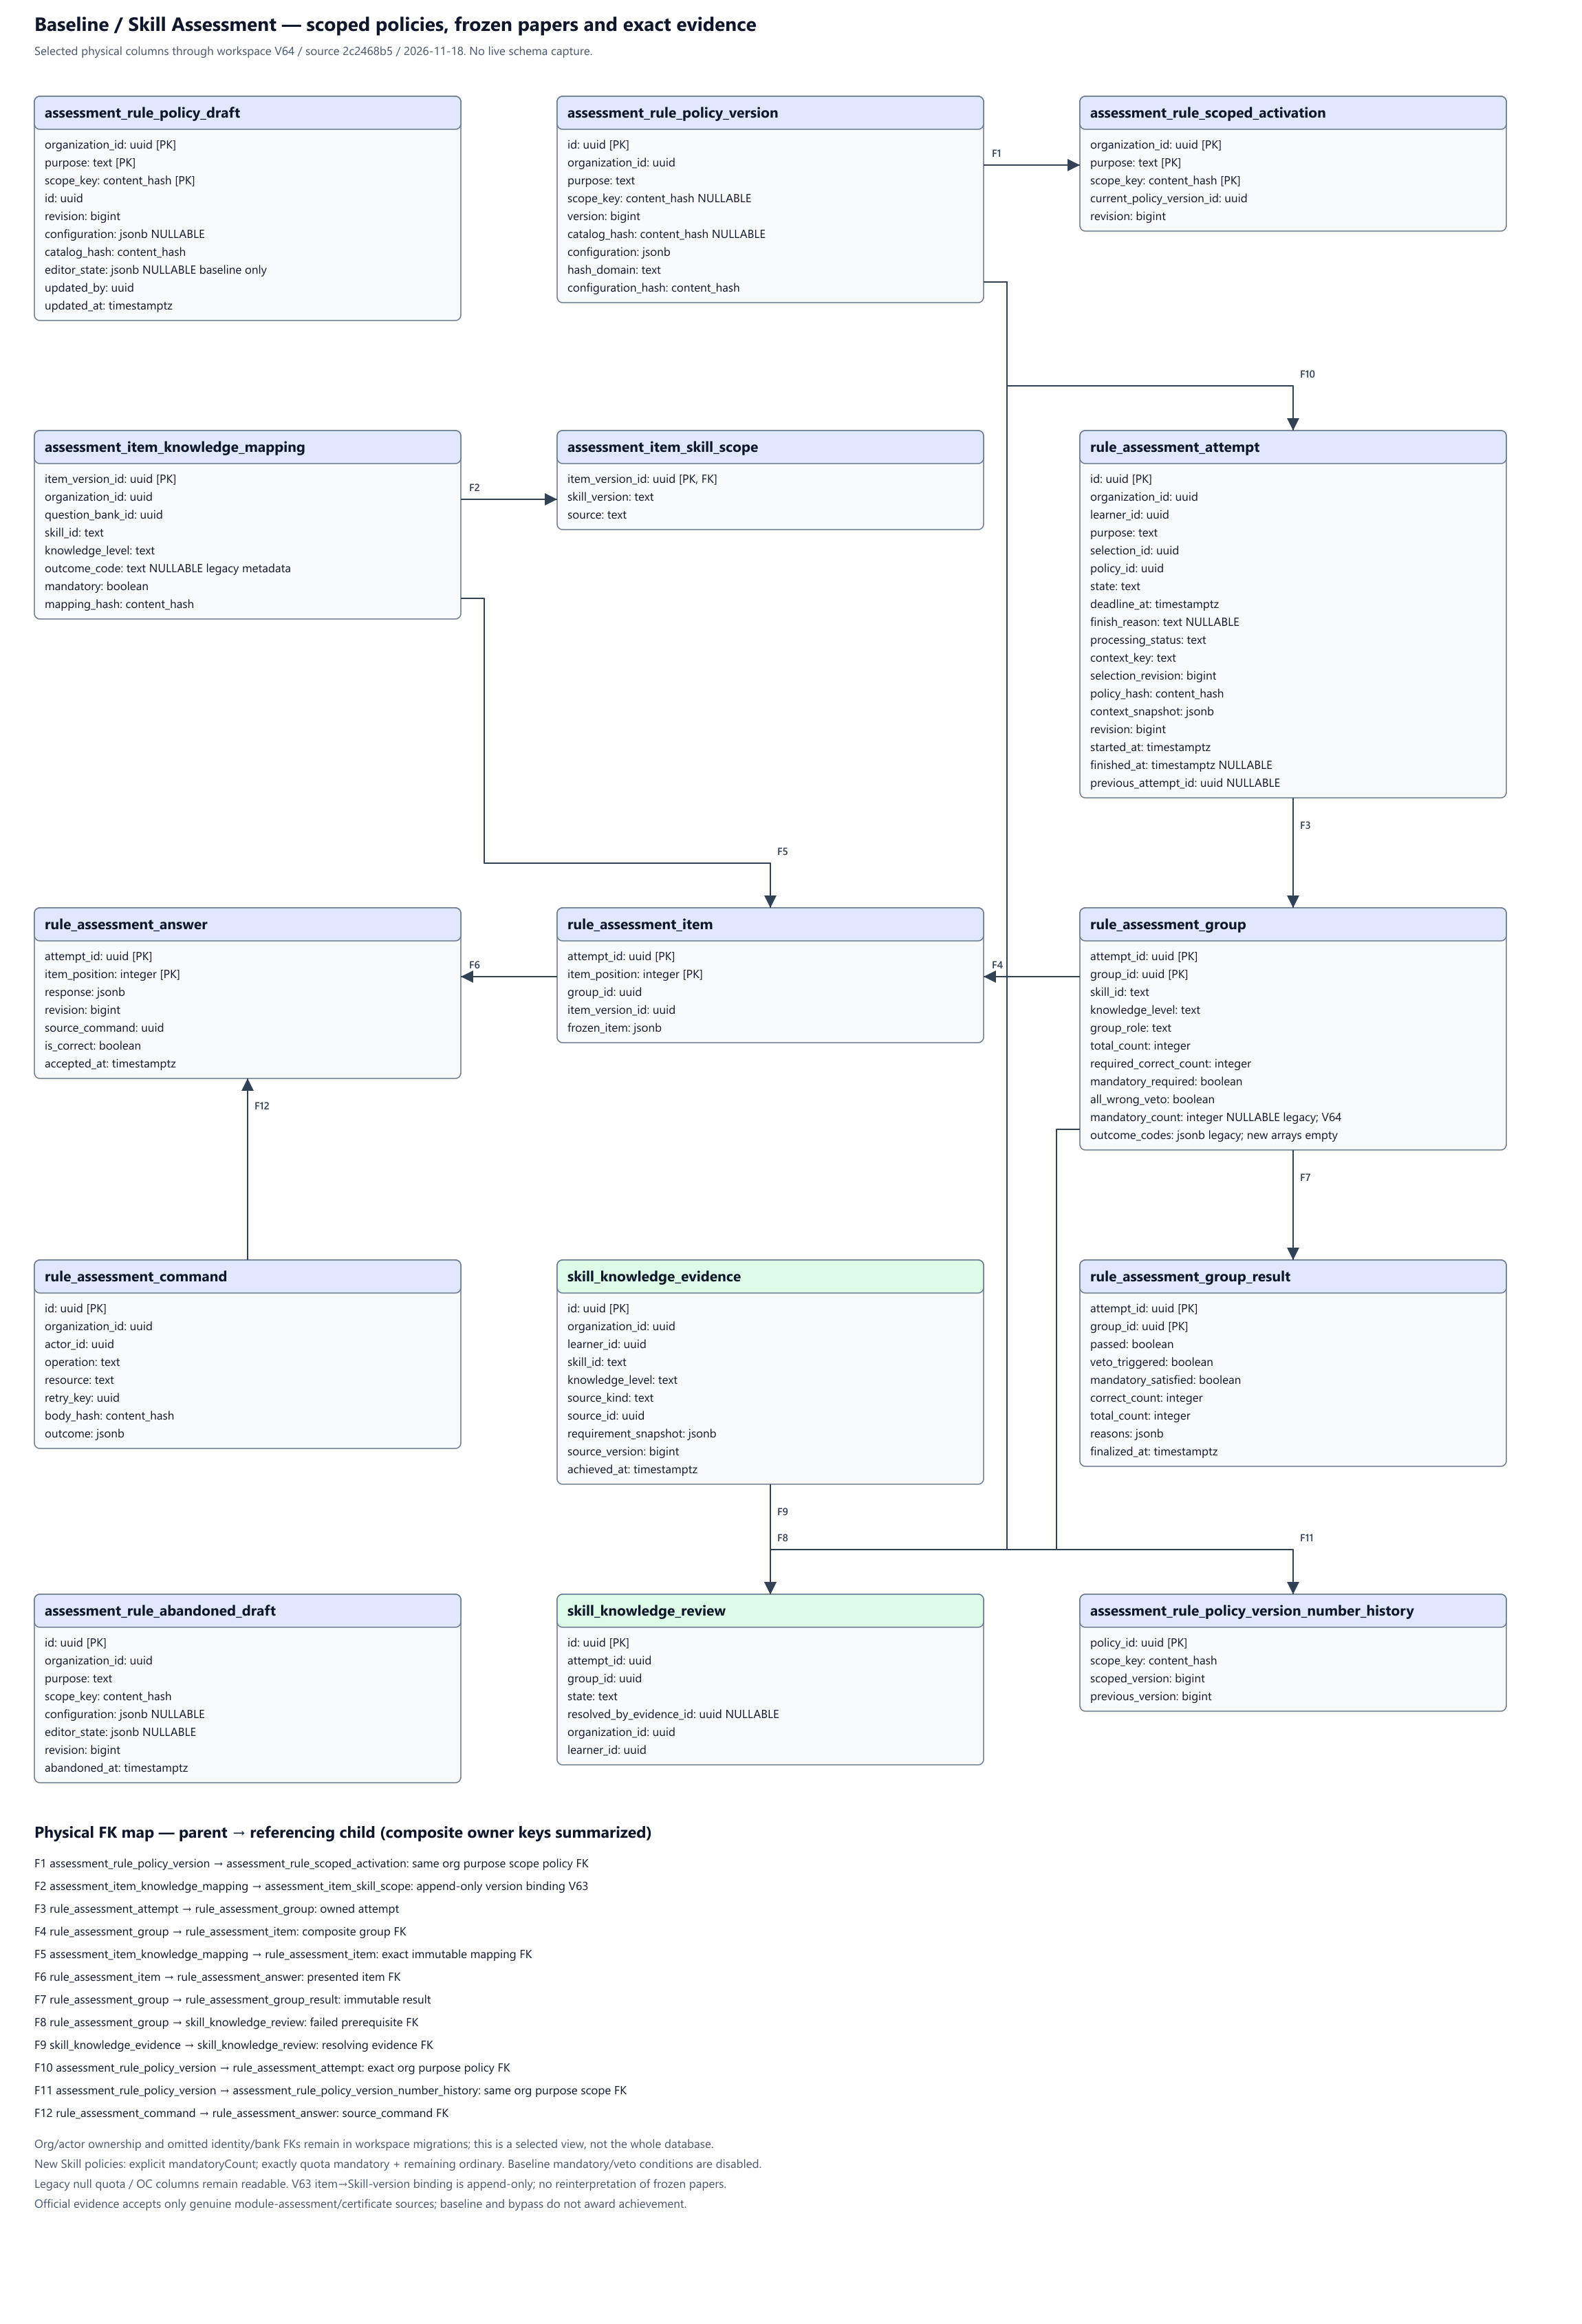 Baseline / Skill Assessment — scoped policies, frozen papers and exact evidence
Selected physical columns through workspace V64 / source 2c2468b5 / 2026-11-18. No live schema capture.
assessment_rule_policy_draft
organization_id: uuid [PK]
purpose: text [PK]
scope_key: content_hash [PK]
id: uuid
revision: bigint
configuration: jsonb NULLABLE
catalog_hash: content_hash
editor_state: jsonb NULLABLE baseline only
updated_by: uuid
updated_at: timestamptz
assessment_rule_policy_version
id: uuid [PK]
organization_id: uuid
purpose: text
scope_key: content_hash NULLABLE
version: bigint
catalog_hash: content_hash NULLABLE
configuration: jsonb
hash_domain: text
configuration_hash: content_hash
F1
assessment_rule_scoped_activation
organization_id: uuid [PK]
purpose: text [PK]
scope_key: content_hash [PK]
current_policy_version_id: uuid
revision: bigint
F10
assessment_item_knowledge_mapping
item_version_id: uuid [PK]
organization_id: uuid
question_bank_id: uuid
skill_id: text
knowledge_level: text
outcome_code: text NULLABLE legacy metadata
mandatory: boolean
mapping_hash: content_hash
F2
assessment_item_skill_scope
item_version_id: uuid [PK, FK]
skill_version: text
source: text
rule_assessment_attempt
id: uuid [PK]
organization_id: uuid
learner_id: uuid
purpose: text
selection_id: uuid
policy_id: uuid
state: text
deadline_at: timestamptz
finish_reason: text NULLABLE
processing_status: text
context_key: text
selection_revision: bigint
policy_hash: content_hash
context_snapshot: jsonb
revision: bigint
started_at: timestamptz
finished_at: timestamptz NULLABLE
previous_attempt_id: uuid NULLABLE
F3
F5
rule_assessment_answer
attempt_id: uuid [PK]
item_position: integer [PK]
response: jsonb
revision: bigint
source_command: uuid
is_correct: boolean
accepted_at: timestamptz
F6
rule_assessment_item
attempt_id: uuid [PK]
item_position: integer [PK]
group_id: uuid
item_version_id: uuid
frozen_item: jsonb
F4
rule_assessment_group
attempt_id: uuid [PK]
group_id: uuid [PK]
skill_id: text
knowledge_level: text
group_role: text
total_count: integer
required_correct_count: integer
mandatory_required: boolean
all_wrong_veto: boolean
mandatory_count: integer NULLABLE legacy; V64
outcome_codes: jsonb legacy; new arrays empty
F12
F7
rule_assessment_command
id: uuid [PK]
organization_id: uuid
actor_id: uuid
operation: text
resource: text
retry_key: uuid
body_hash: content_hash
outcome: jsonb
skill_knowledge_evidence
id: uuid [PK]
organization_id: uuid
learner_id: uuid
skill_id: text
knowledge_level: text
source_kind: text
source_id: uuid
requirement_snapshot: jsonb
source_version: bigint
achieved_at: timestamptz
rule_assessment_group_result
attempt_id: uuid [PK]
group_id: uuid [PK]
passed: boolean
veto_triggered: boolean
mandatory_satisfied: boolean
correct_count: integer
total_count: integer
reasons: jsonb
finalized_at: timestamptz
F9
F8
F11
assessment_rule_abandoned_draft
id: uuid [PK]
organization_id: uuid
purpose: text
scope_key: content_hash
configuration: jsonb NULLABLE
editor_state: jsonb NULLABLE
revision: bigint
abandoned_at: timestamptz
skill_knowledge_review
id: uuid [PK]
attempt_id: uuid
group_id: uuid
state: text
resolved_by_evidence_id: uuid NULLABLE
organization_id: uuid
learner_id: uuid
assessment_rule_policy_version_number_history
policy_id: uuid [PK]
scope_key: content_hash
scoped_version: bigint
previous_version: bigint
Physical FK map — parent → referencing child (composite owner keys summarized)
F1 assessment_rule_policy_version → assessment_rule_scoped_activation: same org purpose scope policy FK
F2 assessment_item_knowledge_mapping → assessment_item_skill_scope: append-only version binding V63
F3 rule_assessment_attempt → rule_assessment_group: owned attempt
F4 rule_assessment_group → rule_assessment_item: composite group FK
F5 assessment_item_knowledge_mapping → rule_assessment_item: exact immutable mapping FK
F6 rule_assessment_item → rule_assessment_answer: presented item FK
F7 rule_assessment_group → rule_assessment_group_result: immutable result
F8 rule_assessment_group → skill_knowledge_review: failed prerequisite FK
F9 skill_knowledge_evidence → skill_knowledge_review: resolving evidence FK
F10 assessment_rule_policy_version → rule_assessment_attempt: exact org purpose policy FK
F11 assessment_rule_policy_version → assessment_rule_policy_version_number_history: same org purpose scope FK
F12 rule_assessment_command → rule_assessment_answer: source_command FK
Org/actor ownership and omitted identity/bank FKs remain in workspace migrations; this is a selected view, not the whole database.
New Skill policies: explicit mandatoryCount; exactly quota mandatory + remaining ordinary. Baseline mandatory/veto conditions are disabled.
Legacy null quota / OC columns remain readable. V63 item→Skill-version binding is append-only; no reinterpretation of frozen papers.
Official evidence accepts only genuine module-assessment/certificate sources; baseline and bypass do not award achievement.